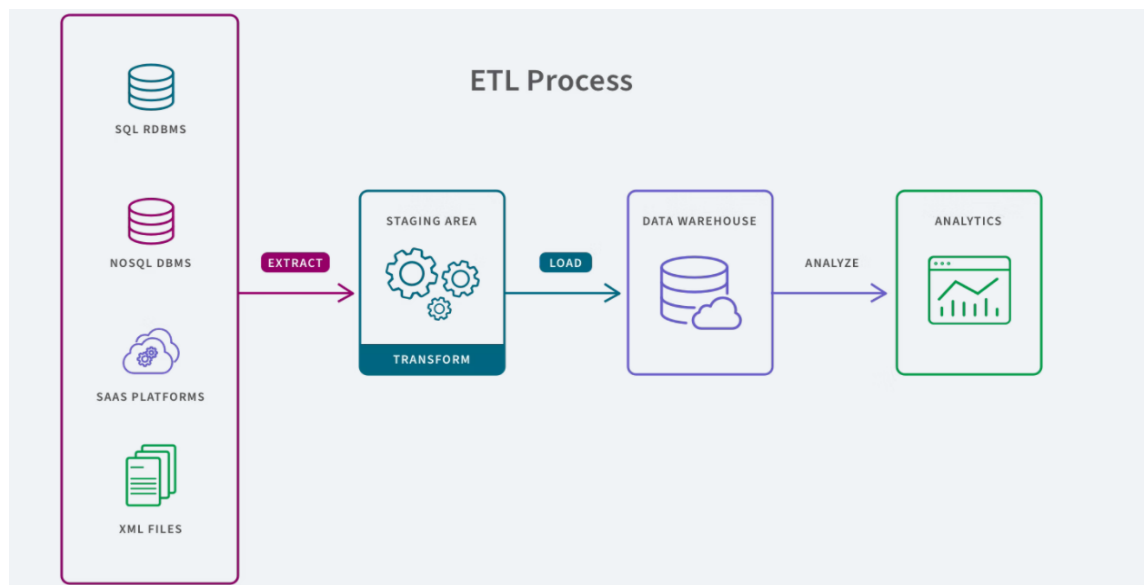 ETL Process
SQL RDBMS
NOSQL DBMS
SAAS PLATFORMS
XML FILES
EXTRACT
STAGING AREA
TRANSFORM
LOAD
DATA WAREHOUSE
ANALYZE
ANALYTICS